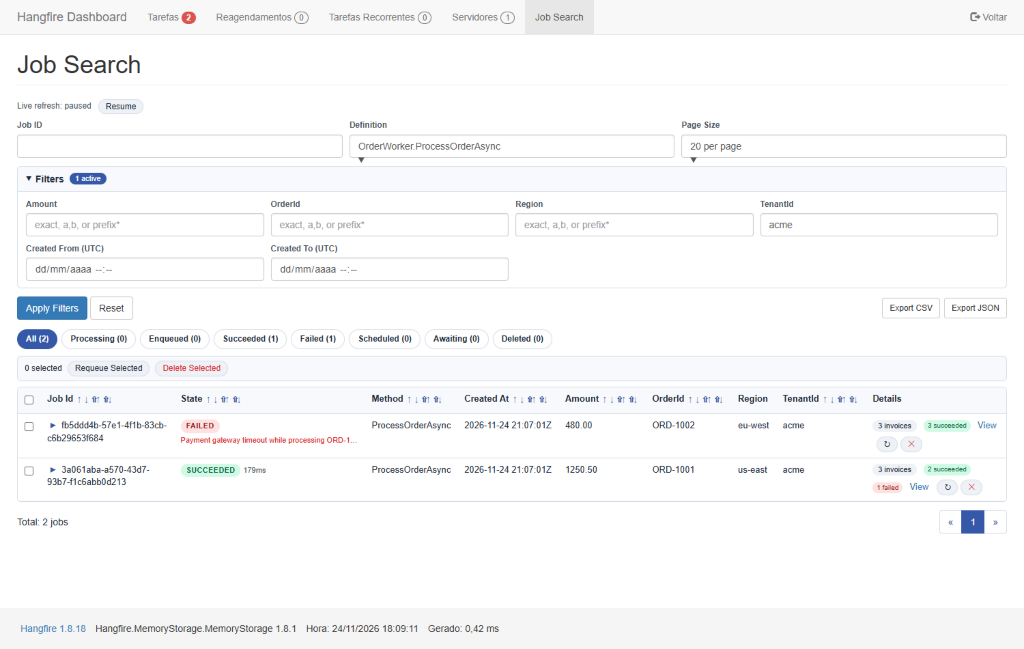 Hangfire Dashboard Tarefas 2 Reagendamentos 0 Tarefas Recorrentes 0 Servidores 1 Job Search Voltar
Job Search
Live refresh: paused Resume
Job ID Definition Page Size
OrderWorker.ProcessOrderAsync 20 per page
▼ Filters 1 active
Amount OrderId Region TenantId
exact, a,b, or prefix* exact, a,b, or prefix* exact, a,b, or prefix* acme
Created From (UTC) Created To (UTC)
dd/mm/aaaa --:-- dd/mm/aaaa --:--
Apply Filters Reset Export CSV Export JSON
All (2) Processing (0) Enqueued (0) Succeeded (1) Failed (1) Scheduled (0) Awaiting (0) Deleted (0)
0 selected Requeue Selected Delete Selected
Job Id ↑ ↓ ⇞ ⇟ State ↑ ↓ ⇞ ⇟ Method ↑ ↓ ⇞ ⇟ Created At ↑ ↓ ⇞ ⇟ Amount ↑ ↓ ⇞ ⇟ OrderId ↑ ↓ ⇞ ⇟ Region TenantId ↑ ↓ ⇞ ⇟ Details
► fb5ddd4b-57e1-4f1b-83cb- FAILED ProcessOrderAsync 2026-11-24 21:07:01Z 480.00 ORD-1002 eu-west acme 3 invoices 3 succeeded View
c6b29653f684 Payment gateway timeout while processing ORD-1... ↻ ✕
► 3a061aba-a570-43d7- SUCCEEDED 179ms ProcessOrderAsync 2026-11-24 21:07:01Z 1250.50 ORD-1001 us-east acme 3 invoices 2 succeeded
93b7-f1c6abb0d213 1 failed View ↻ ✕
Total: 2 jobs « 1 »
Hangfire 1.8.18 Hangfire.MemoryStorage.MemoryStorage 1.8.1 Hora: 24/11/2026 18:09:11 Gerado: 0,42 ms